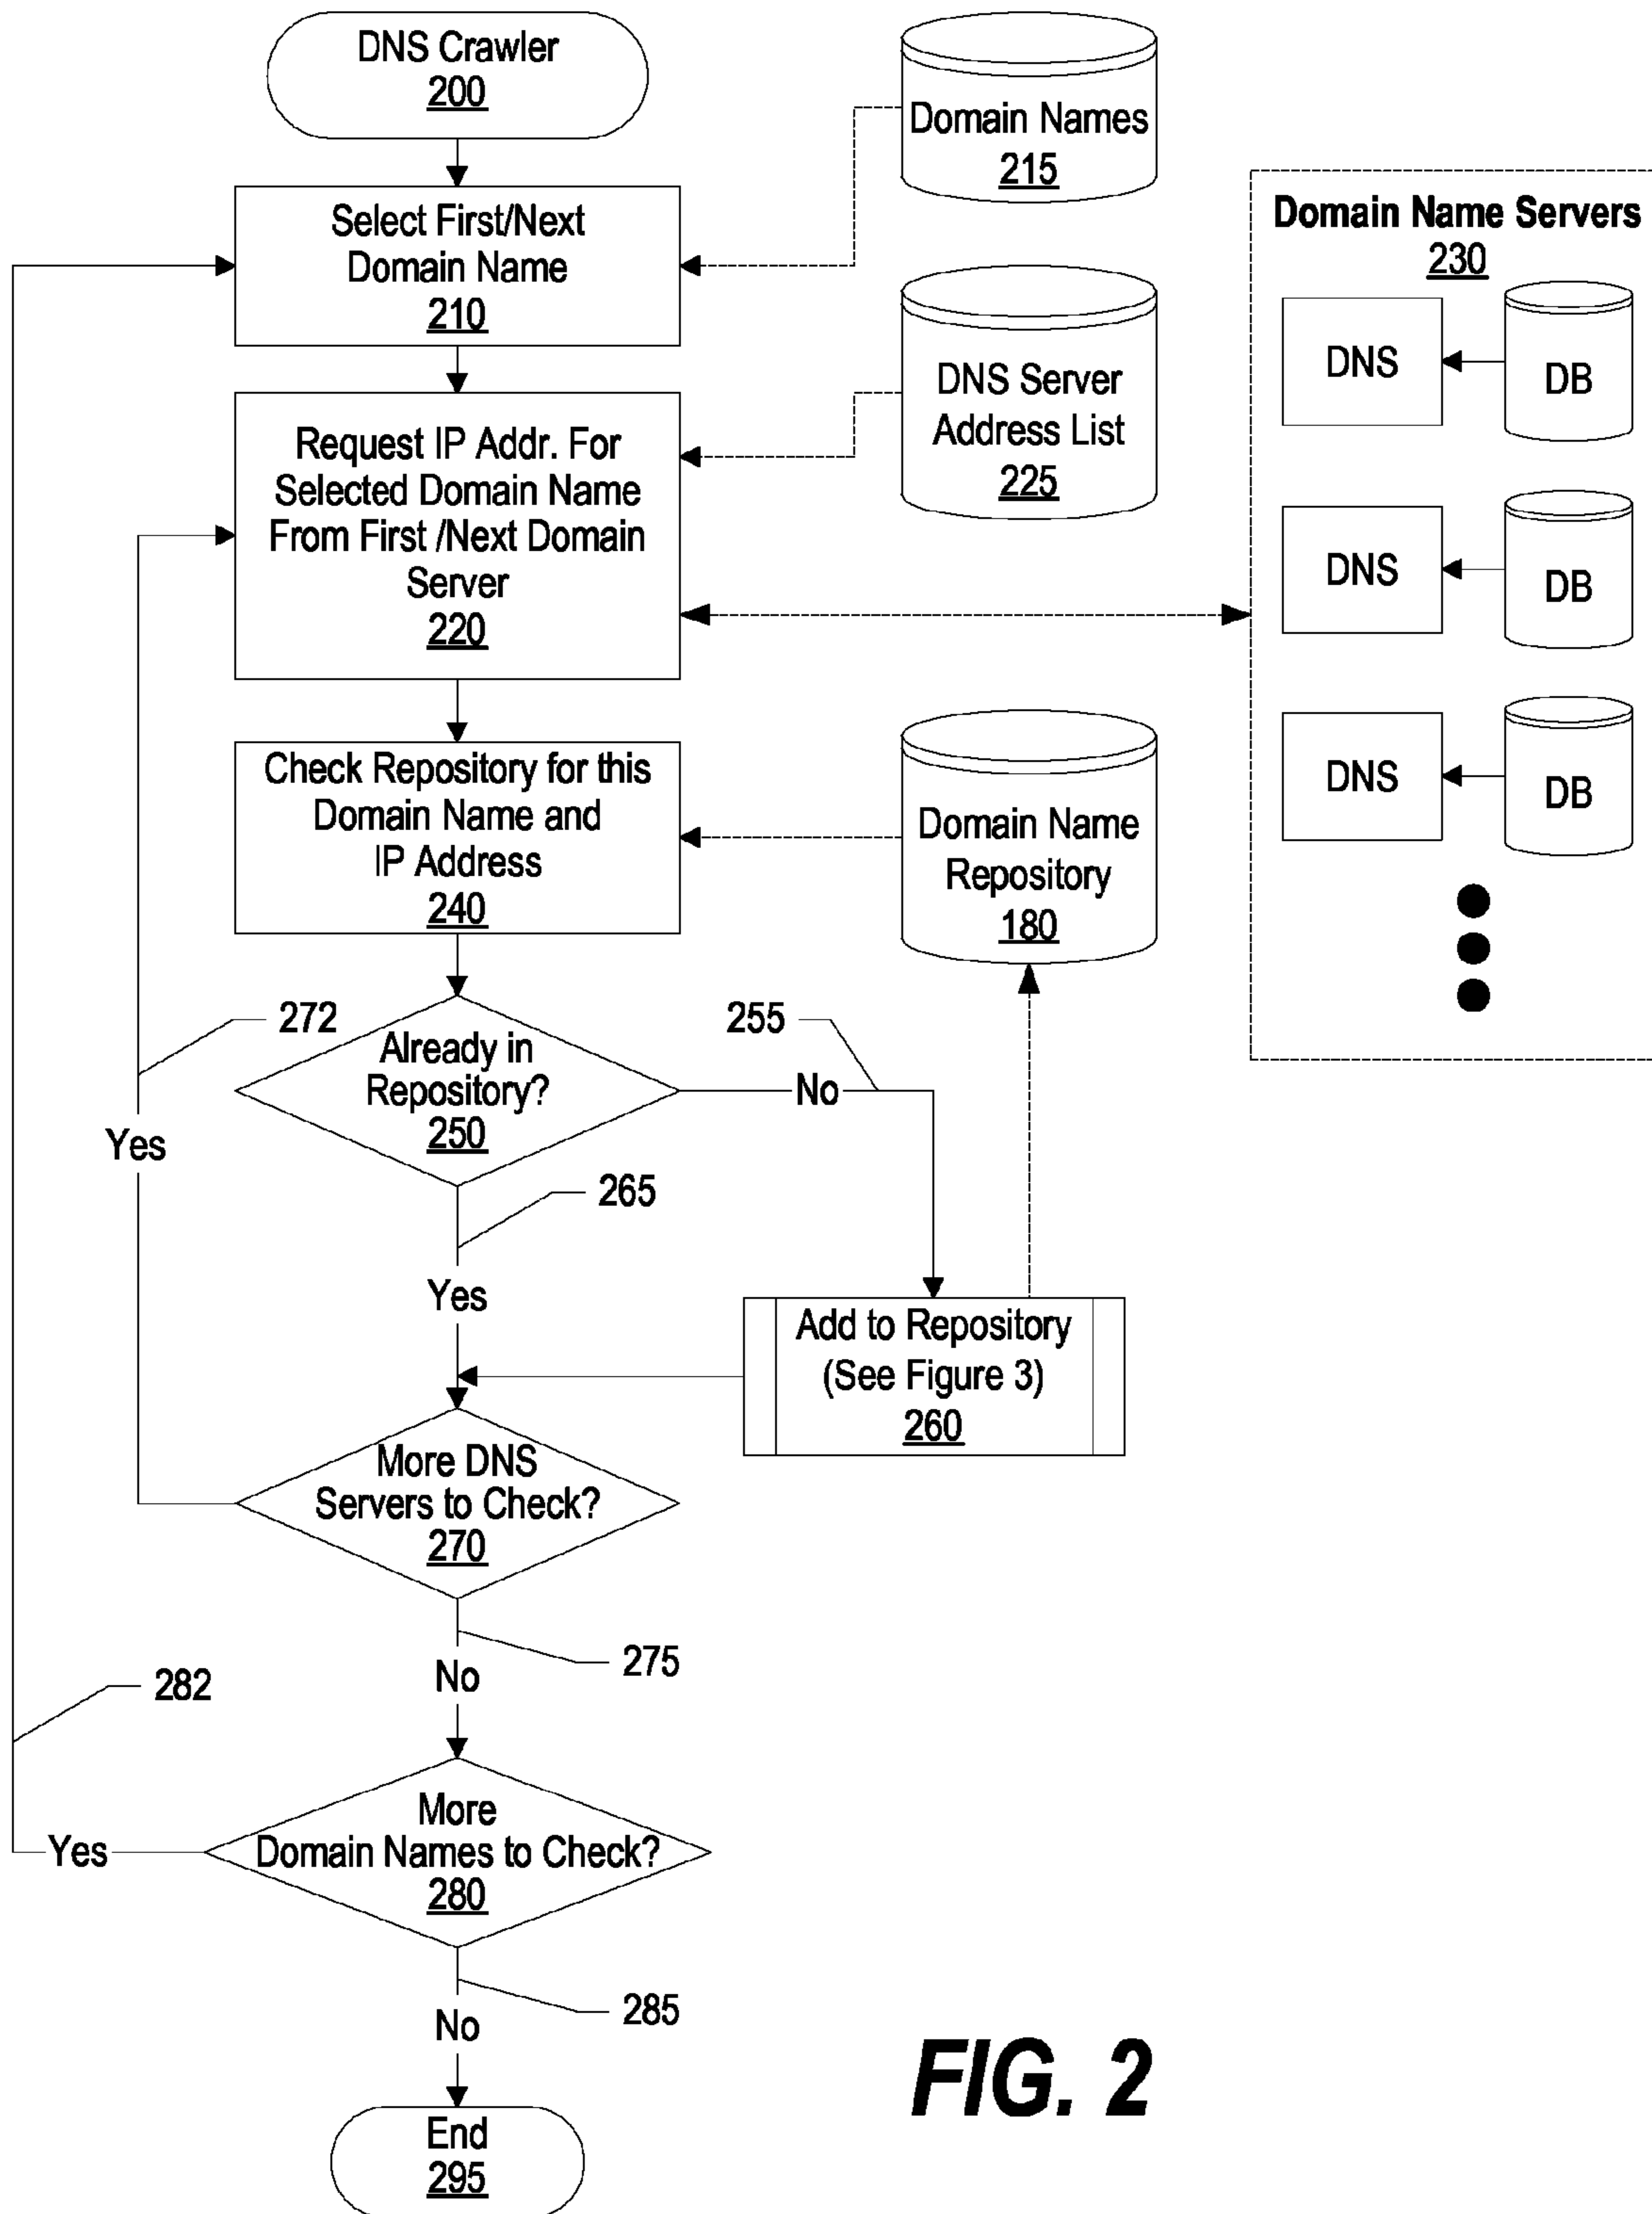 DNS Crawler
200
Select First/Next
Domain Name
210
Domain Names
215
DNS Server
Address List
225
Domain Name Servers
230
DNS
DB
DNS
DB
DNS
DB
Request IP Addr. For
Selected Domain Name
From First /Next Domain
Server
220
Check Repository for this
Domain Name and
IP Address
240
Domain Name
Repository
180
272
Already in
Repository?
250
255
No
Yes
265
Yes
Add to Repository
(See Figure 3)
260
More DNS
Servers to Check?
270
275
No
282
More
Domain Names to Check?
280
Yes
285
No
End
295
FIG. 2